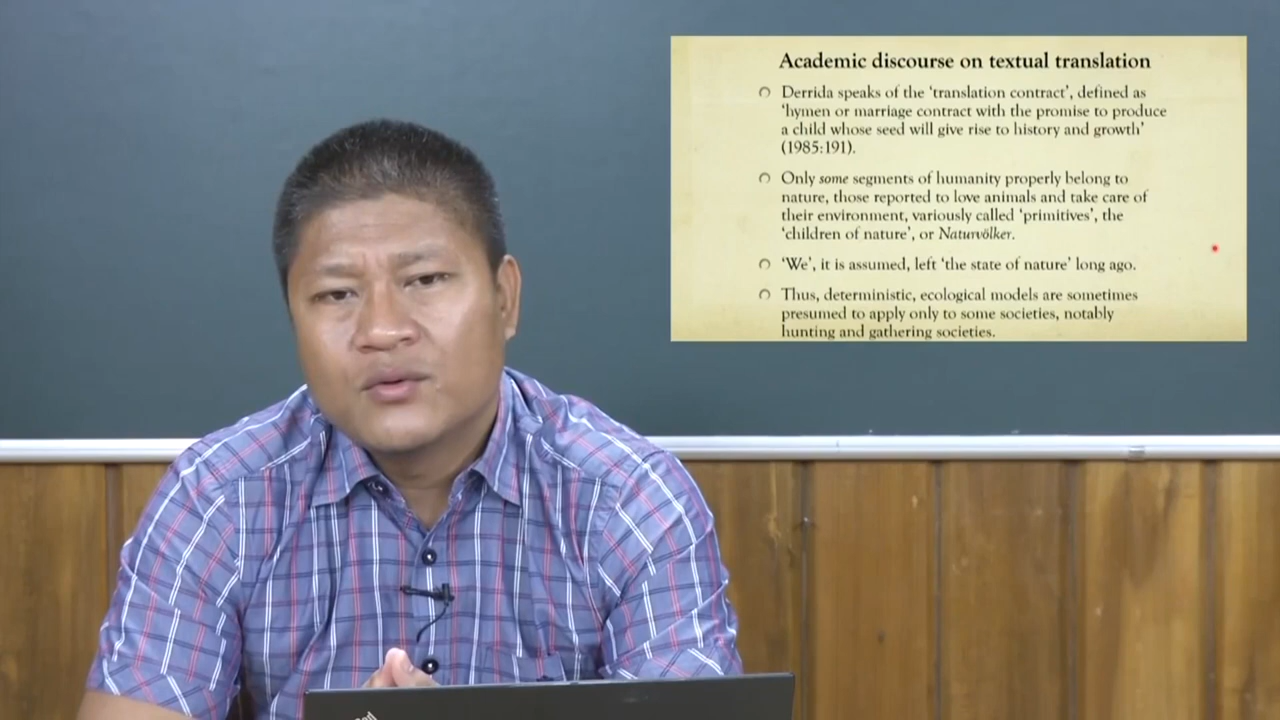 Academic discourse on textual translation
Derrida speaks of the ‘translation contract’, defined as
‘hymen or marriage contract with the promise to produce
a child whose seed will give rise to history and growth’
(1985:191).
Only some segments of humanity properly belong to
nature, those reported to love animals and take care of
their environment, variously called ‘primitives’, the
‘children of nature’, or Naturvölker.
‘We’, it is assumed, left ‘the state of nature’ long ago.
Thus, deterministic, ecological models are sometimes
presumed to apply only to some societies, notably
hunting and gathering societies.